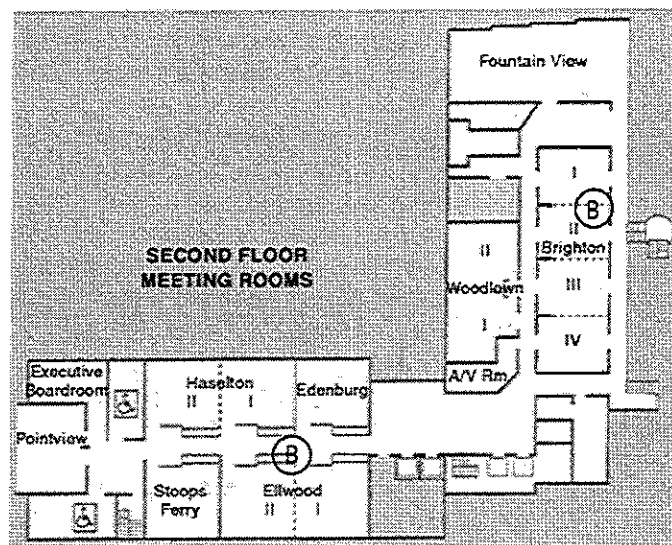 Fountain View
I
B
II
Brighton
III
IV
SECOND FLOOR
MEETING ROOMS
II
Woodlawn
I
A/V Rm
Executive
Boardroom
Haselton
II
I
Edenburg
Pointview
B
Stoops
Ferry
Ellwood
II
I